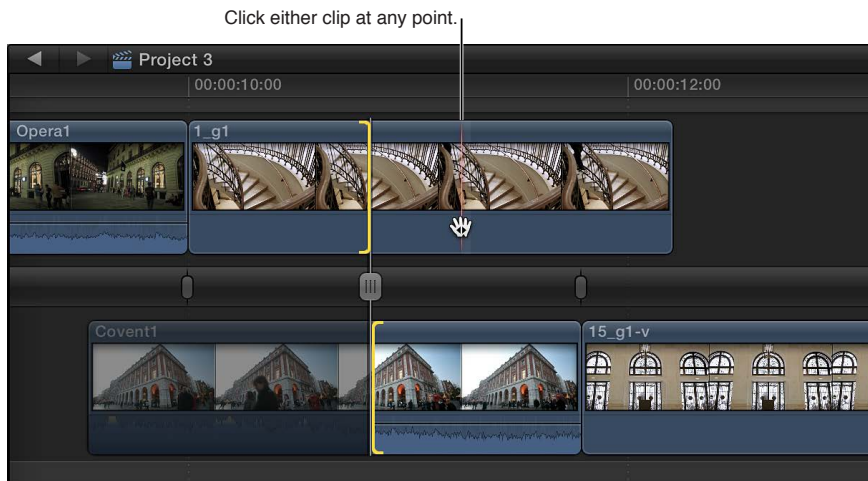 Click either clip at any point.
Project 3
00:00:10:00
00:00:12:00
Opera1
1_g1
Covent1
15_g1-v